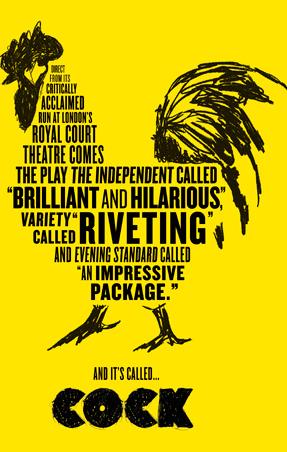 DIRECT
FROM ITS
CRITICALLY
ACCLAIMED
RUN AT LONDON'S
ROYAL COURT
THEATRE COMES
THE PLAY THE INDEPENDENT CALLED
“BRILLIANT AND HILARIOUS,”
VARIETY “RIVETING”
CALLED
AND EVENING STANDARD CALLED
“AN IMPRESSIVE
PACKAGE.”
AND IT'S CALLED...
COCK